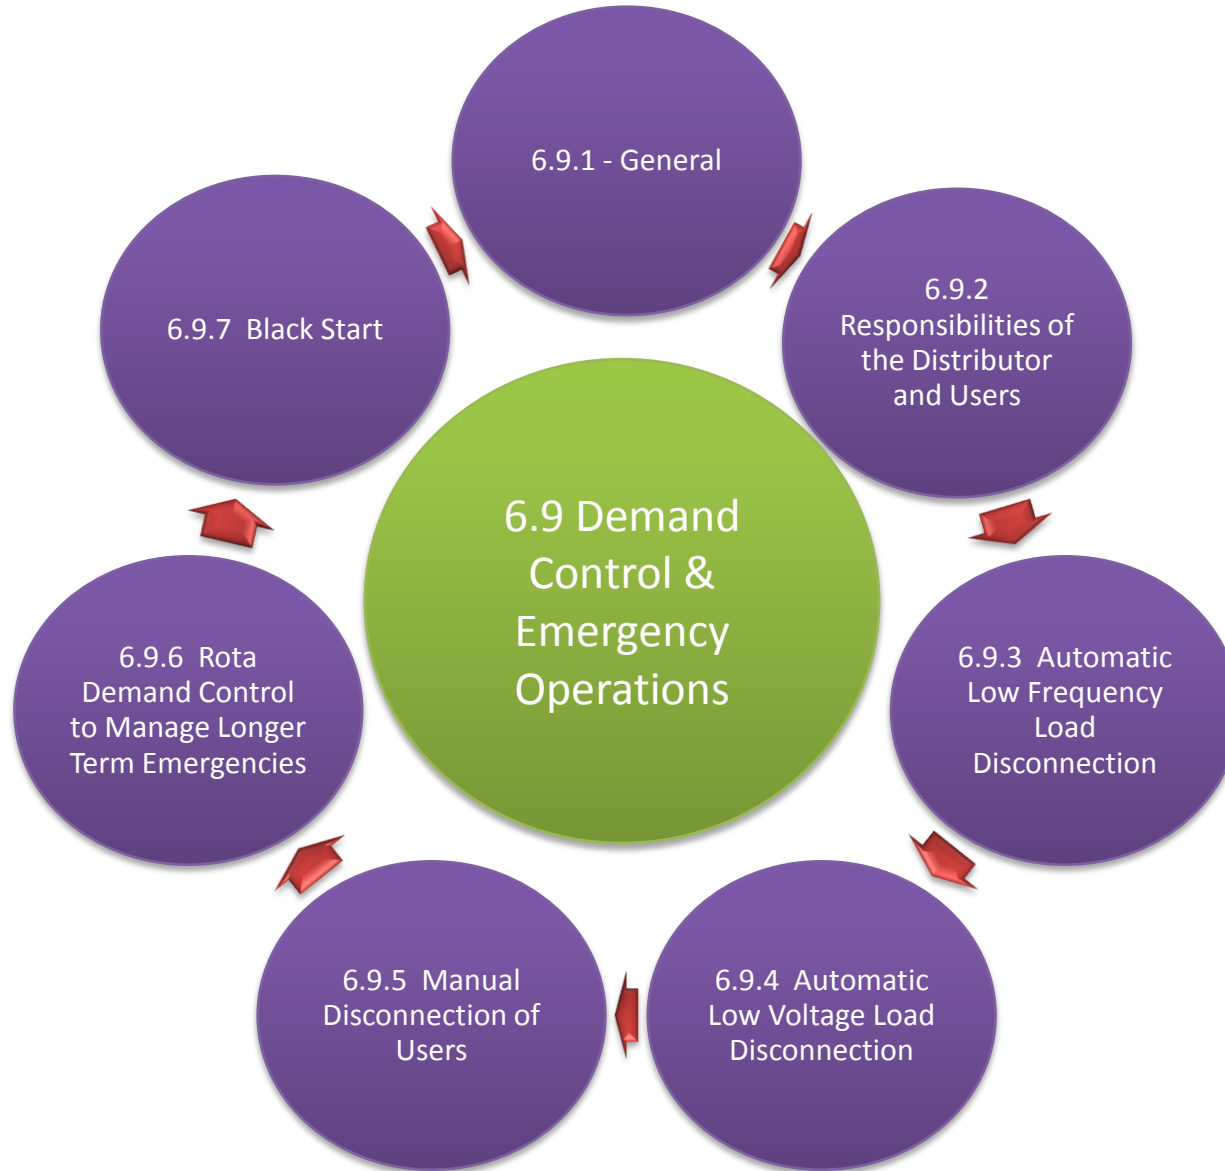 6.9.1 - General
6.9.2
Responsibilities of
the Distributor
and Users
6.9.3  Automatic
Low Frequency
Load
Disconnection
6.9.4  Automatic
Low Voltage Load
Disconnection
6.9.5  Manual
Disconnection of
Users
6.9.6  Rota
Demand Control
to Manage Longer
Term Emergencies
6.9.7  Black Start
6.9 Demand
Control &
Emergency
Operations